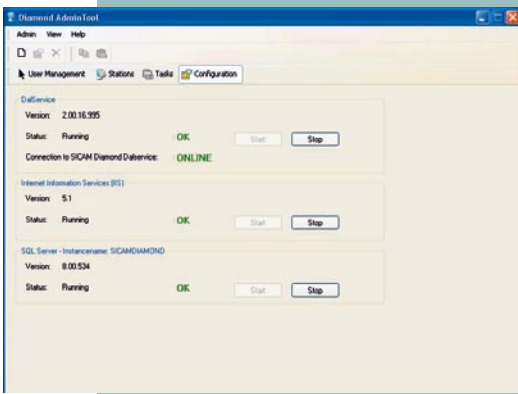 Diamond AdminTool
Admin View Help
User Management Stations Tasks Configuration
DalService
Version: 2.00.16.995
Status: Running OK Start Stop
Connection to SICAM Diamond Dalservice: ONLINE
Internet Information Services (IIS)
Version: 5.1
Status: Running OK Start Stop
SQL Server - Instancename: SICAMDIAMOND
Version: 8.00.534
Status: Running OK Start Stop